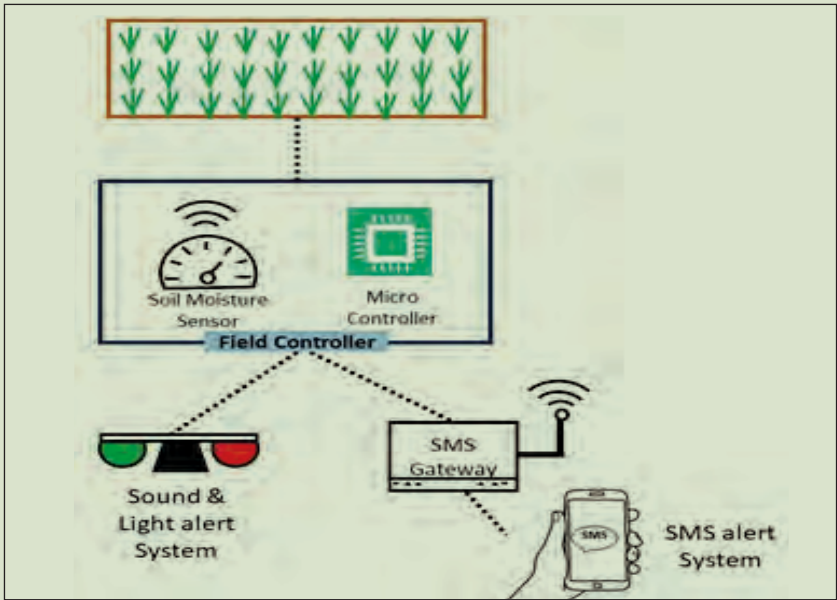 Soil Moisture
Sensor
Micro
Controller
Field Controller
SMS
Gateway
Sound &
Light alert
System
SMS
SMS alert
System